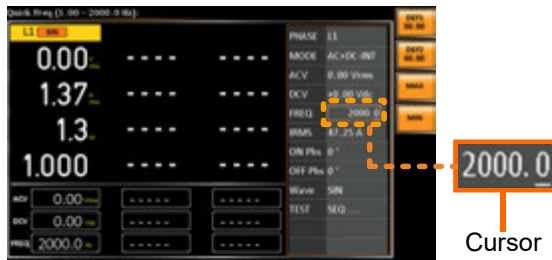 Quick Freq (1.00 - 2000.0 Hz):
L1 MIN
0.00 - - - - - - - -
1.37 - - - - - - - -
1.3 - - - - - - - -
1.000 - - - - - - - -
ACV 0.00 - - - - - - - - - -
DCV 0.00 - - - - - - - - - -
FREQ 2000.0 - - - - - - - - - -
PHASE L1
MODE AC+DC-INT
ACV 0.00 Vrms
DCV +0.00 Vdc
FREQ 2000.0
IRMS 47.25 A
ON Phs 0°
OFF Phs 0°
Wave SIN
TEST SEQ ...
DEF1
50.00
DEF2
60.00
MAX
MIN
2000.0
Cursor